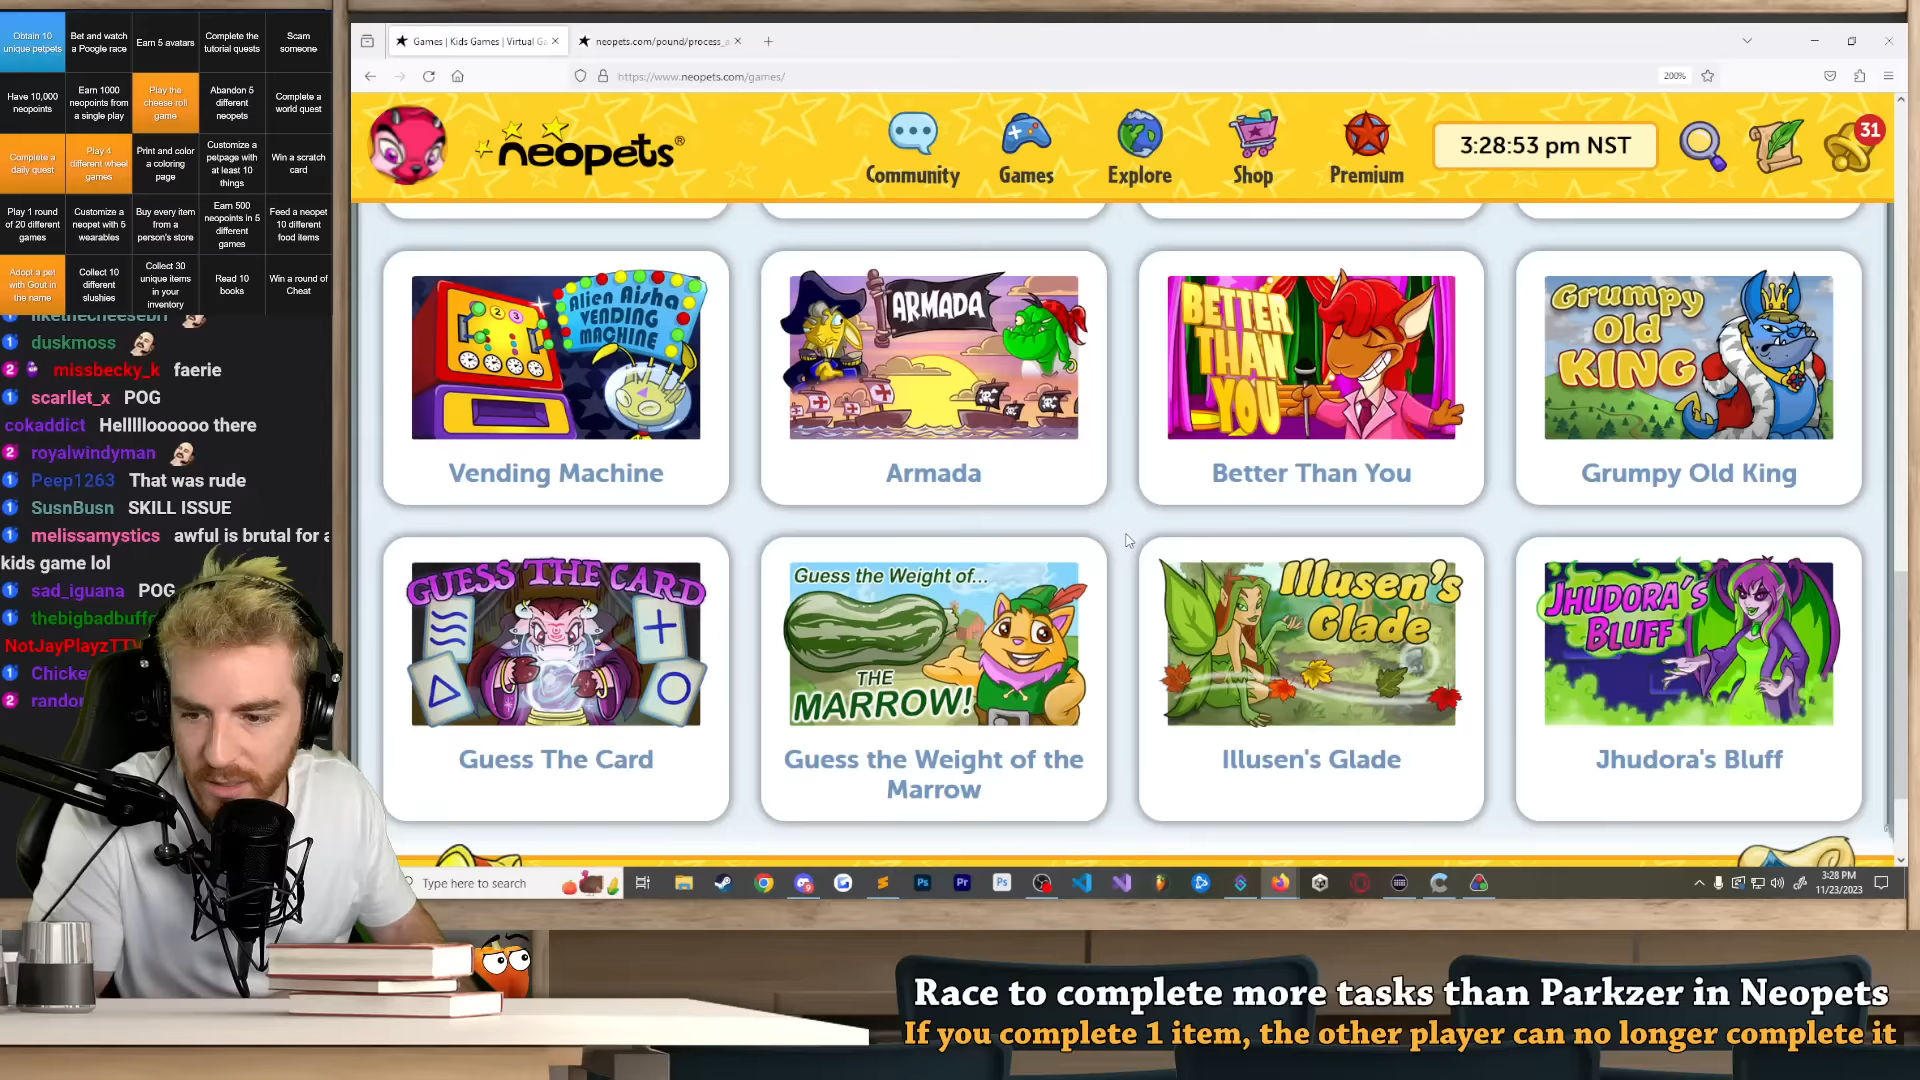 Obtain 10
unique petpets
Bet and watch
a Poogle race
Earn 5 avatars
Complete the
tutorial quests
Scam
someone
Have 10,000
neopoints
Earn 1000
neopoints from
a single play
Play the
cheese roll
game
Abandon 5
different
neopets
Complete a
world quest
Complete a
daily quest
Play 4
different wheel
games
Print and color
a coloring
page
Customize a
petpage with
at least 10
things
Win a scratch
card
Play 1 round
of 20 different
games
Customize a
neopet with 5
wearables
Buy every item
from a
person's store
Earn 500
neopoints in 5
different
games
Feed a neopet
10 different
food items
Adopt a pet
with Gout in
the name
Collect 10
different
slushies
Collect 30
unique items
in your
inventory
Read 10
books
Win a round of
Cheat
likethecheesebri
duskmoss
missbecky_k faerie
scarllet_x POG
cokaddict Hellllloooooo there
royalwindyman
Peep1263 That was rude
SusnBusn SKILL ISSUE
melissamystics awful is brutal for a
kids game lol
sad_iguana POG
thebigbadbuffo
NotJayPlayzTTV
Chicke
random
Games | Kids Games | Virtual Ga
neopets.com/pound/process_a
https://www.neopets.com/games/
200%
neopets®
Community
Games
Explore
Shop
Premium
3:28:53 pm NST
31
Alien Aisha
VENDING
MACHINE
2 3
Vending Machine
ARMADA
Armada
BETTER
THAN
YOU
Better Than You
Grumpy
Old
KING
Grumpy Old King
GUESS THE CARD
Guess The Card
Guess the Weight of...
THE
MARROW!
Guess the Weight of the
Marrow
Illusen's
Glade
Illusen's Glade
JHUDORA'S
BLUFF
Jhudora's Bluff
Type here to search
Ps
Pr
Ps
3:28 PM
11/23/2023
Race to complete more tasks than Parkzer in Neopets
If you complete 1 item, the other player can no longer complete it